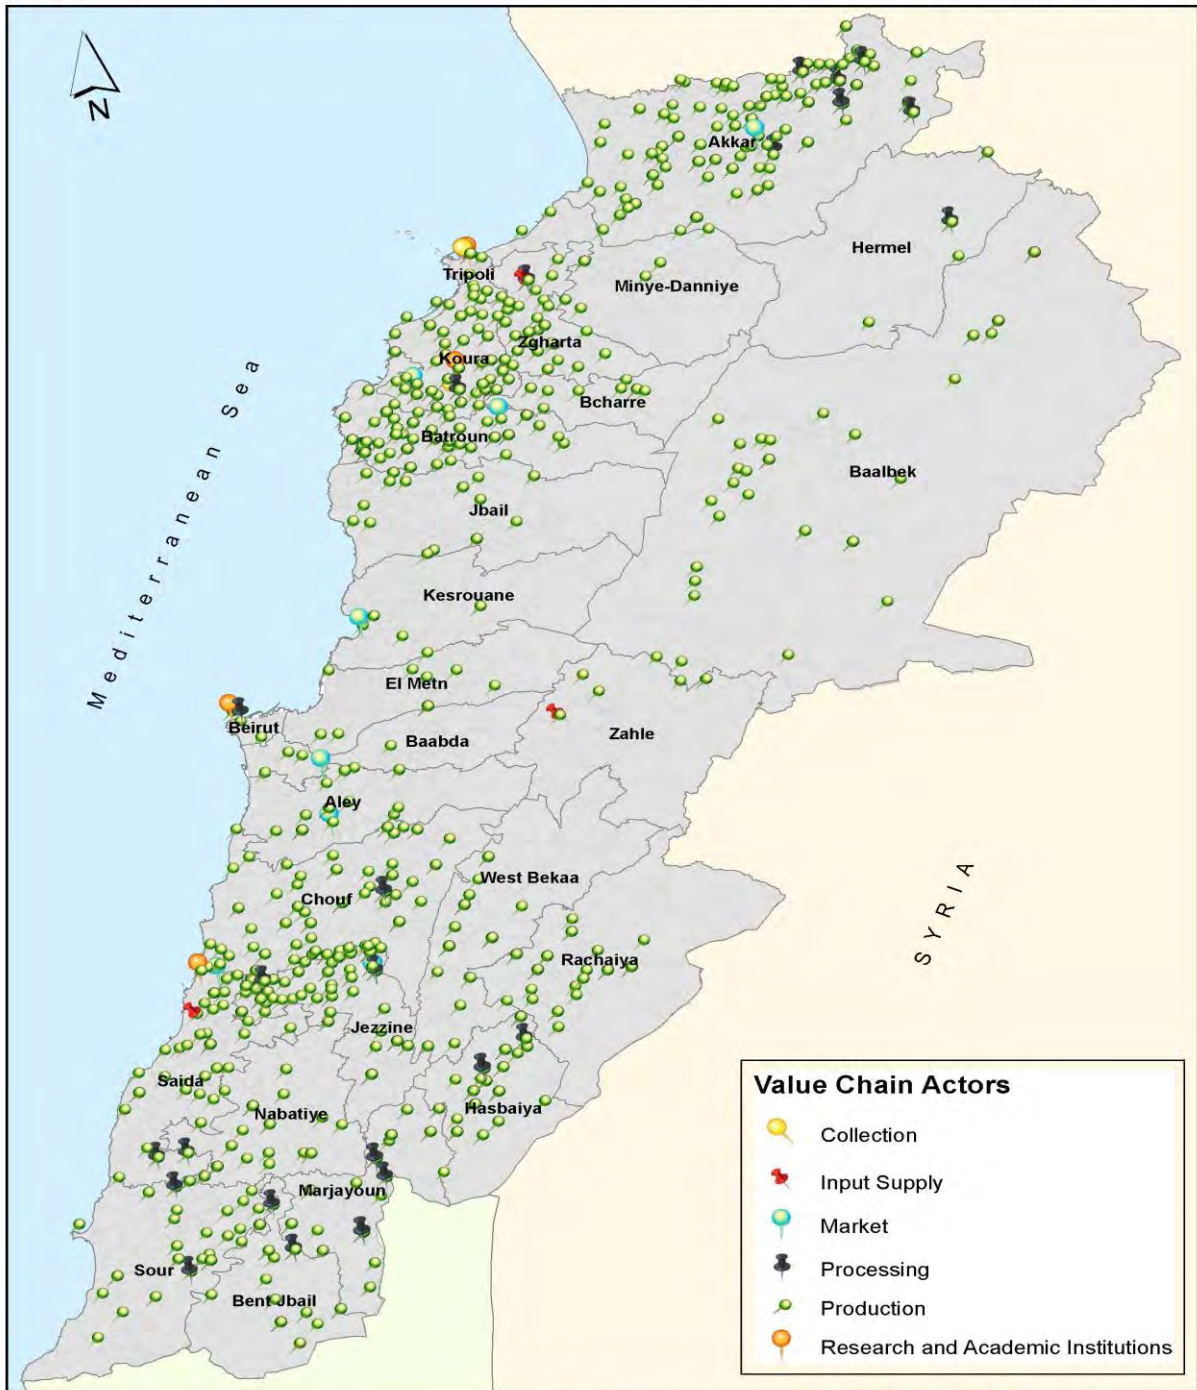 N
Akkar
Hermel
Tripoli
Minye-Danniye
Zgharta
Koura
Bcharre
Batroun
Baalbek
Jbail
Mediterranean Sea
Kesrouane
El Metn
Beirut
Baabda
Zahle
Aley
West Bekaa
Chouf
SYRIA
Rachaiya
Jezzine
Saida
Hasbaiya
Nabatiye
Marjayoun
Sour
Bent Jbail
Value Chain Actors
Collection
Input Supply
Market
Processing
Production
Research and Academic Institutions